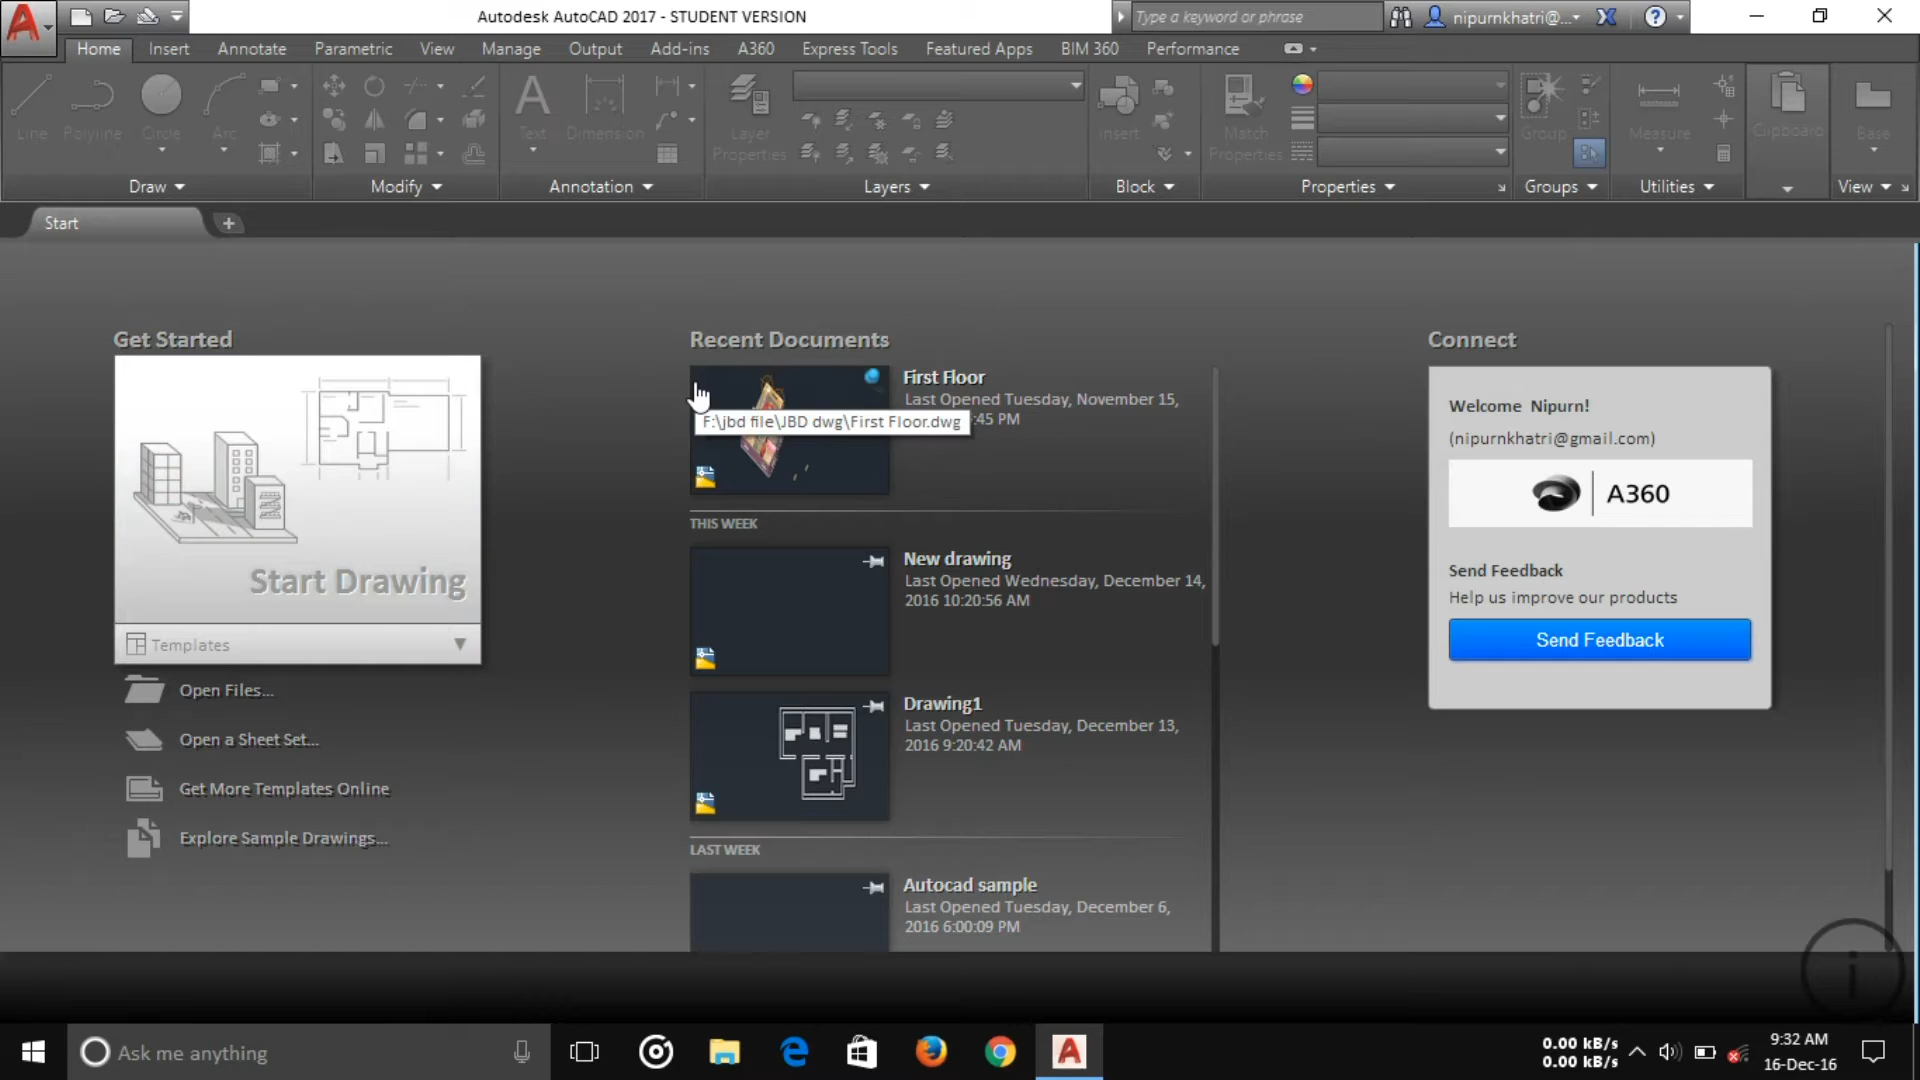 Autodesk AutoCAD 2017 - STUDENT VERSION
Type a keyword or phrase
nipurnkhatri@...
Home Insert Annotate Parametric View Manage Output Add-ins A360 Express Tools Featured Apps BIM 360 Performance
Line Polyline Circle Arc
Text Dimension
Layer
Properties
Insert
Match
Properties
Group
Measure
Clipboard
Base
Draw Modify Annotation Layers Block Properties Groups Utilities View
Start
Get Started
Start Drawing
Templates
Open Files...
Open a Sheet Set...
Get More Templates Online
Explore Sample Drawings...
Recent Documents
First Floor
Last Opened Tuesday, November 15,
:45 PM
F:\jbd file\JBD dwg\First Floor.dwg
THIS WEEK
New drawing
Last Opened Wednesday, December 14,
2016 10:20:56 AM
Drawing1
Last Opened Tuesday, December 13,
2016 9:20:42 AM
LAST WEEK
Autocad sample
Last Opened Tuesday, December 6,
2016 6:00:09 PM
Connect
Welcome Nipurn!
(nipurnkhatri@gmail.com)
A360
Send Feedback
Help us improve our products
Send Feedback
Ask me anything
0.00 kB/s
0.00 kB/s
9:32 AM
16-Dec-16